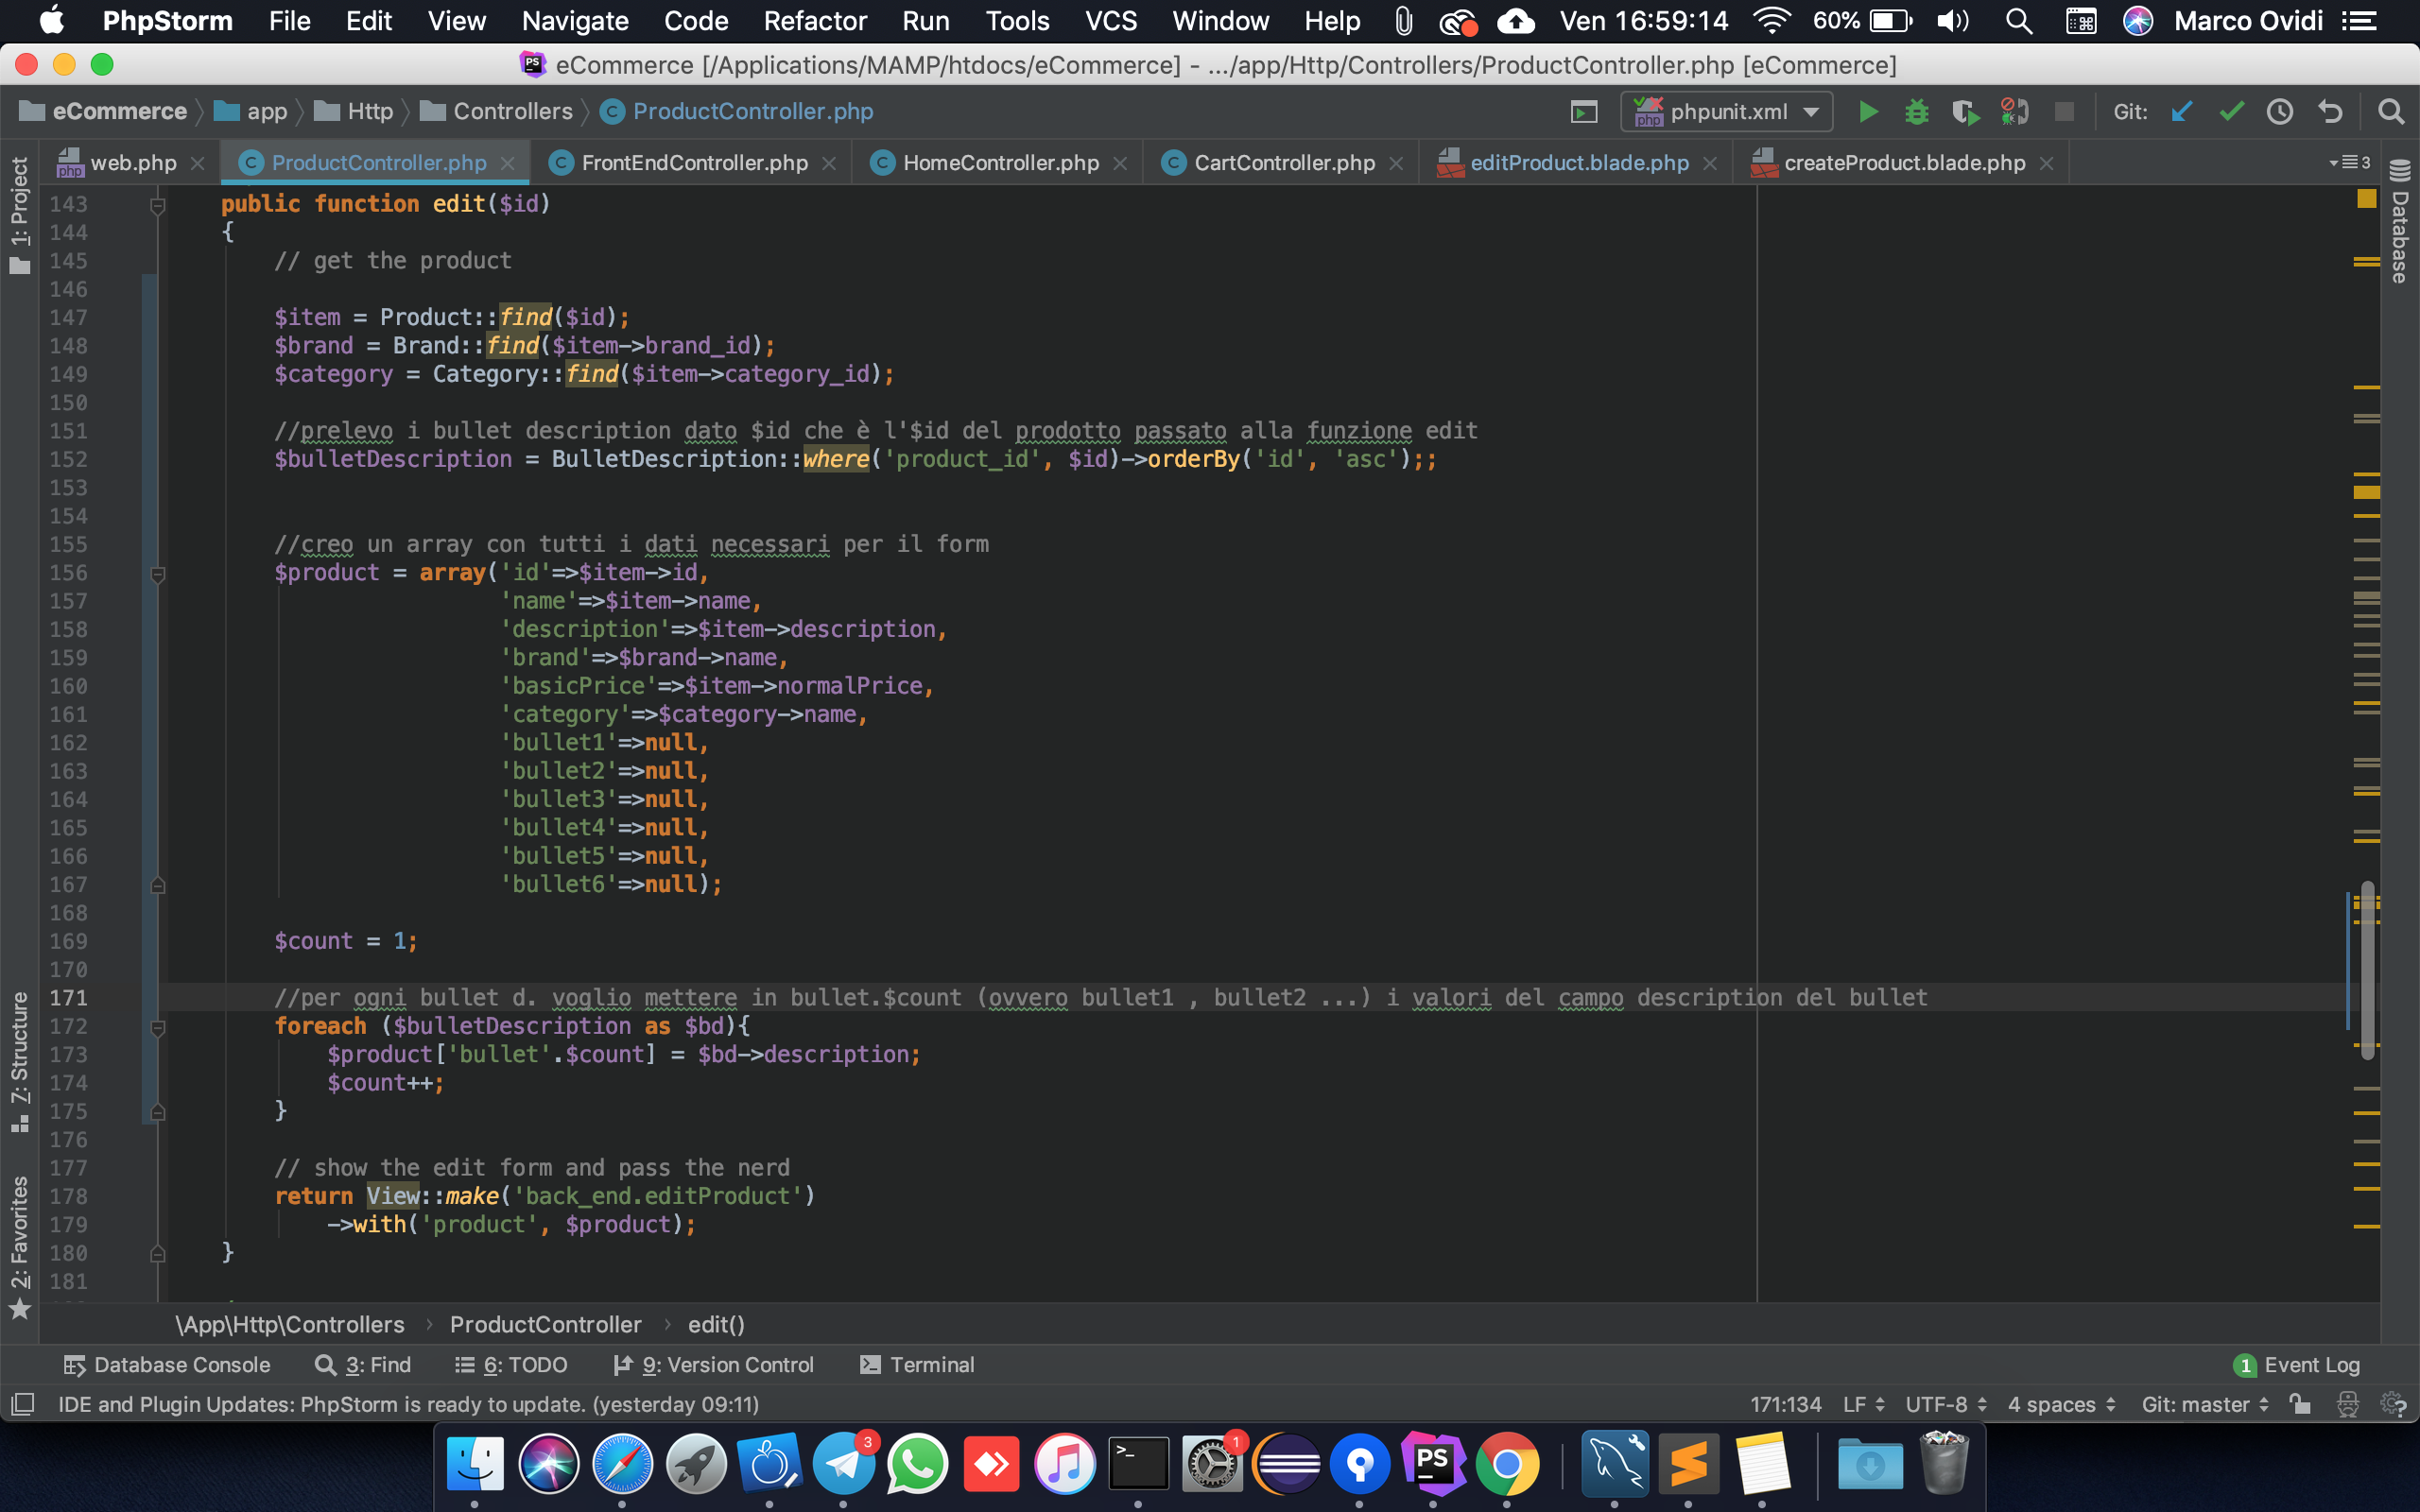 PhpStorm File Edit View Navigate Code Refactor Run Tools VCS Window Help Ven 16:59:14 60% Marco Ovidi
eCommerce [/Applications/MAMP/htdocs/eCommerce] - .../app/Http/Controllers/ProductController.php [eCommerce]
eCommerce app Http Controllers ProductController.php phpunit.xml Git:
web.php ProductController.php FrontEndController.php HomeController.php CartController.php editProduct.blade.php createProduct.blade.php 3
1: Project
Database
143 public function edit($id)
144 {
145 // get the product
146
147 $item = Product::find($id);
148 $brand = Brand::find($item->brand_id);
149 $category = Category::find($item->category_id);
150
151 //prelevo i bullet description dato $id che è l'$id del prodotto passato alla funzione edit
152 $bulletDescription = BulletDescription::where('product_id', $id)->orderBy('id', 'asc');;
153
154
155 //creo un array con tutti i dati necessari per il form
156 $product = array('id'=>$item->id,
157 'name'=>$item->name,
158 'description'=>$item->description,
159 'brand'=>$brand->name,
160 'basicPrice'=>$item->normalPrice,
161 'category'=>$category->name,
162 'bullet1'=>null,
163 'bullet2'=>null,
164 'bullet3'=>null,
165 'bullet4'=>null,
166 'bullet5'=>null,
167 'bullet6'=>null);
168
169 $count = 1;
170
171 //per ogni bullet d. voglio mettere in bullet.$count (ovvero bullet1 , bullet2 ...) i valori del campo description del bullet
172 foreach ($bulletDescription as $bd){
173 $product['bullet'.$count] = $bd->description;
174 $count++;
175 }
176
177 // show the edit form and pass the nerd
178 return View::make('back_end.editProduct')
179 ->with('product', $product);
180 }
181
Z: Structure
2: Favorites
\App\Http\Controllers ProductController edit()
Database Console 3: Find 6: TODO 9: Version Control Terminal 1 Event Log
IDE and Plugin Updates: PhpStorm is ready to update. (yesterday 09:11) 171:134 LF UTF-8 4 spaces Git: master
3 1 PS